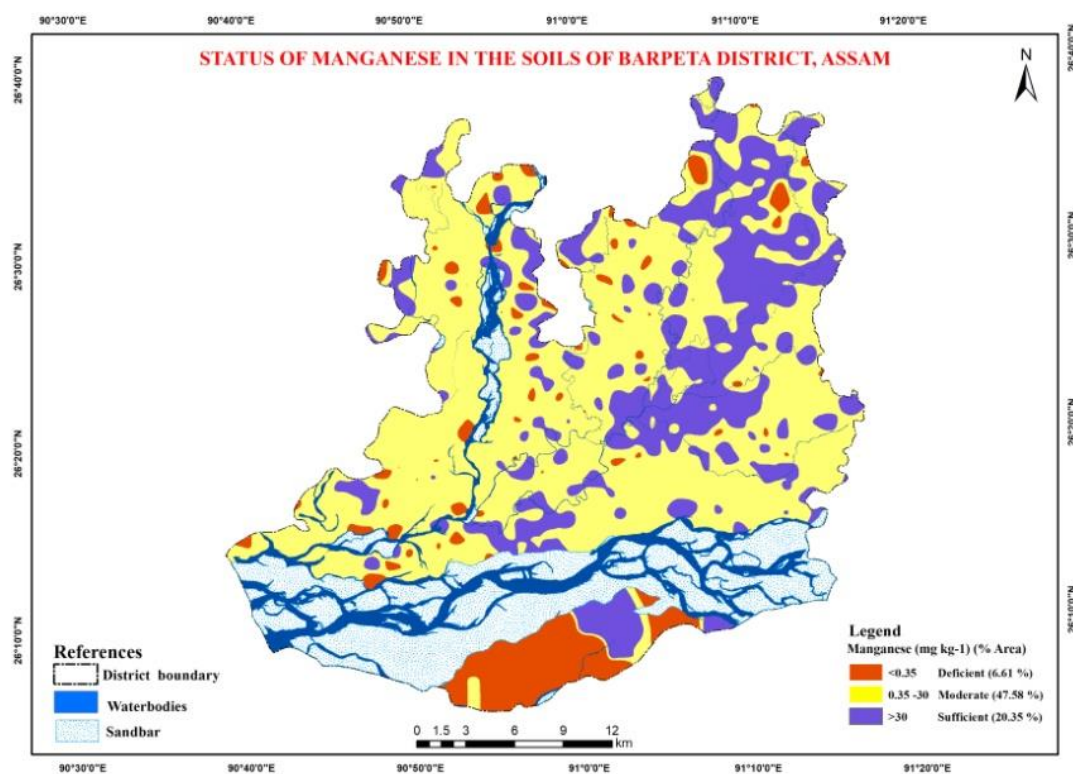 90°30'0"E 90°40'0"E 90°50'0"E 91°0'0"E 91°10'0"E 91°20'0"E
STATUS OF MANGANESE IN THE SOILS OF BARPETA DISTRICT, ASSAM
N
26°40'0"N
26°30'0"N
26°20'0"N
26°10'0"N
References
District boundary
Waterbodies
Sandbar
0 1.5 3 6 9 12
km
Legend
Manganese (mg kg-1) (% Area)
<0.35 Deficient (6.61 %)
0.35 -30 Moderate (47.58 %)
>30 Sufficient (20.35 %)
90°30'0"E 90°40'0"E 90°50'0"E 91°0'0"E 91°10'0"E 91°20'0"E